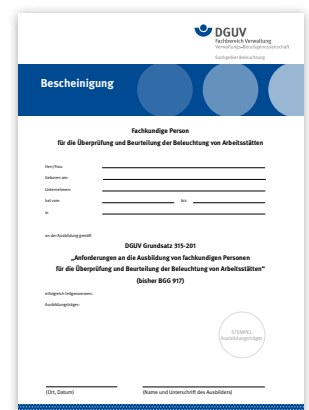 DGUV
Fachbereich Verwaltung
Verwaltungs-Berufsgenossenschaft
Sachgebiet Beleuchtung
Bescheinigung
Fachkundige Person
für die Überprüfung und Beurteilung der Beleuchtung von Arbeitsstätten
Herr/Frau:
Geboren am:
Unternehmen:
hat vom bis
in
an der Ausbildung gemäß
DGUV Grundsatz 315-201
„Anforderungen an die Ausbildung von fachkundigen Personen
für die Überprüfung und Beurteilung der Beleuchtung von Arbeitsstätten“
(bisher BGG 917)
erfolgreich teilgenommen.
Ausbildungsträger:
STEMPEL
Ausbildungsträger
(Ort, Datum) (Name und Unterschrift des Ausbilders)